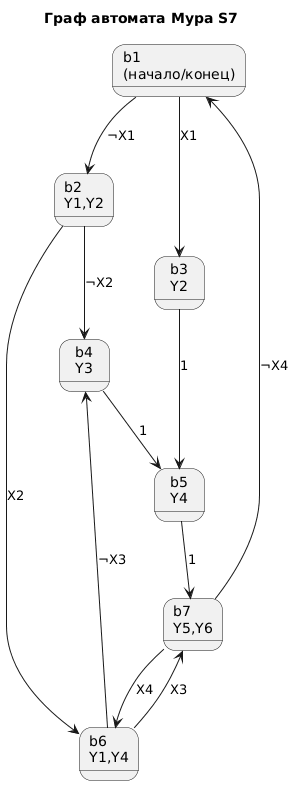 Граф автомата Мура S7
b1
(начало/конец)
¬X1
X1
b2
Y1,Y2
b3
Y2
¬X2
b4
Y3
1
¬X4
1
b5
Y4
X2
¬X3
1
b7
Y5,Y6
X4
X3
b6
Y1,Y4